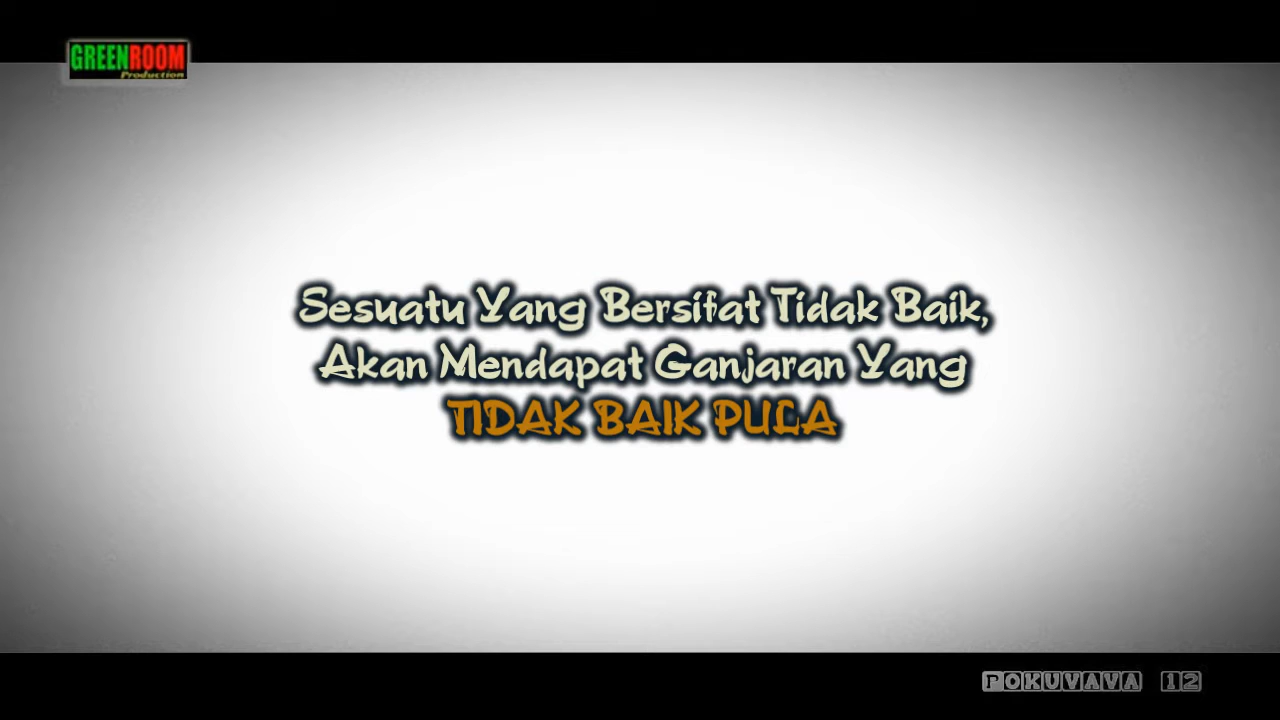 GREENROOM
Production
Sesuatu Yang Bersifat Tidak Baik,
Akan Mendapat Ganjaran Yang
TIDAK BAIK PULA
POKUVAVA 12